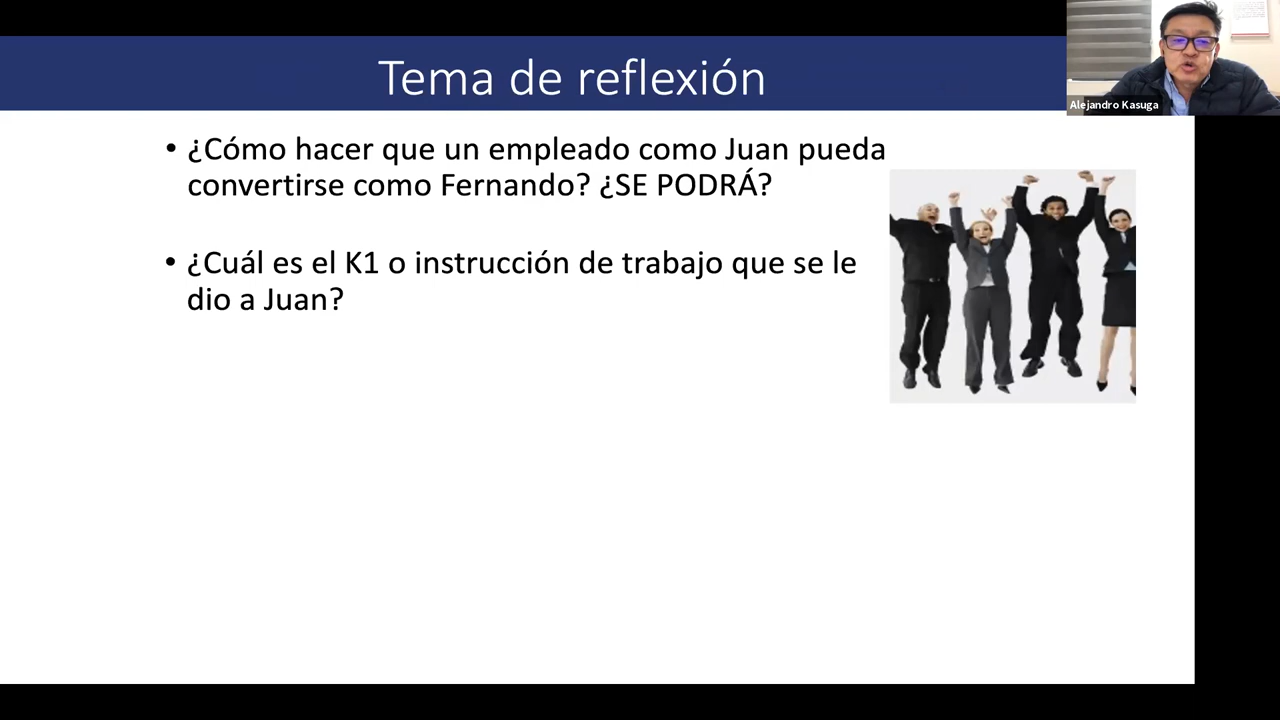 Tema de reflexión
Alejandro Kasuga
• ¿Cómo hacer que un empleado como Juan pueda
convertirse como Fernando? ¿SE PODRÁ?
• ¿Cuál es el K1 o instrucción de trabajo que se le
dio a Juan?